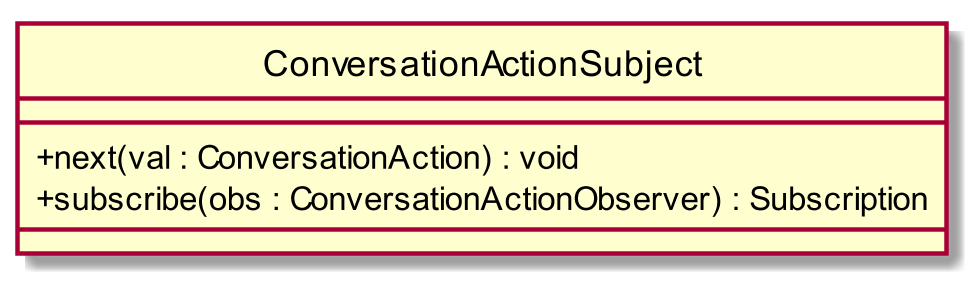 ConversationActionSubject
+next(val : ConversationAction) : void
+subscribe(obs : ConversationActionObserver) : Subscription